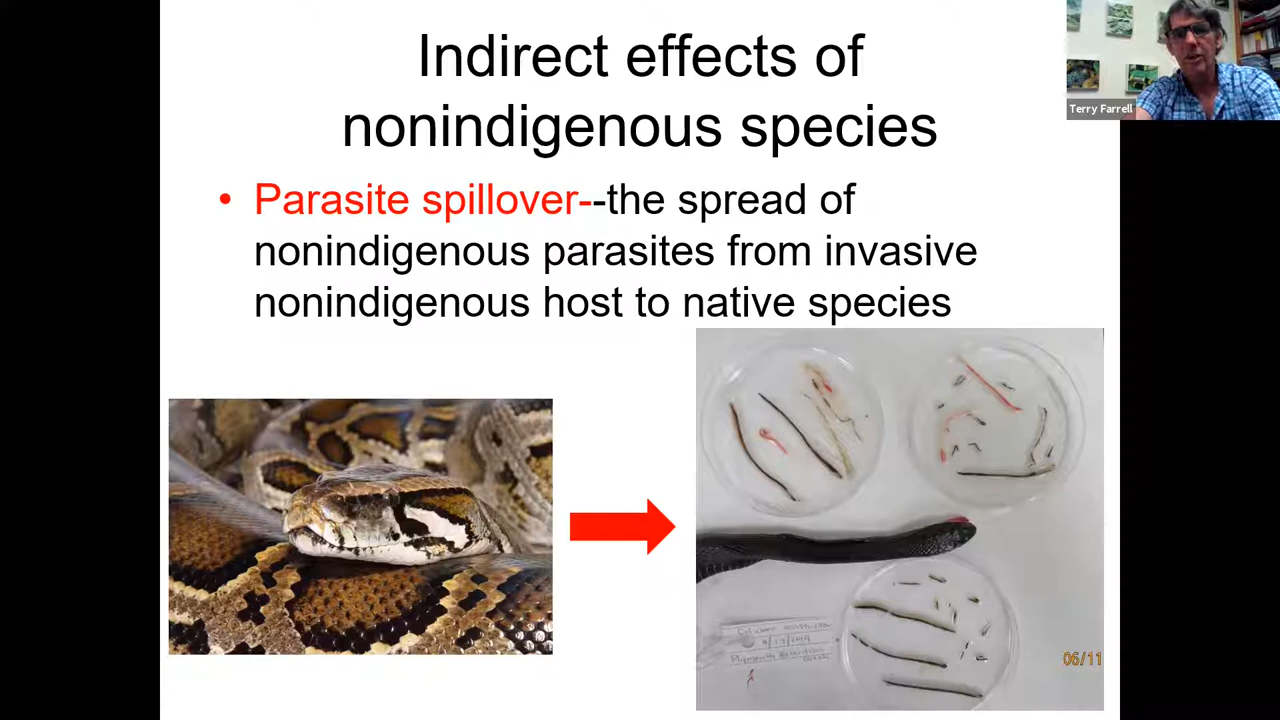 Indirect effects of
nonindigenous species
Terry Farrell
• Parasite spillover--the spread of
nonindigenous parasites from invasive
nonindigenous host to native species
06/11